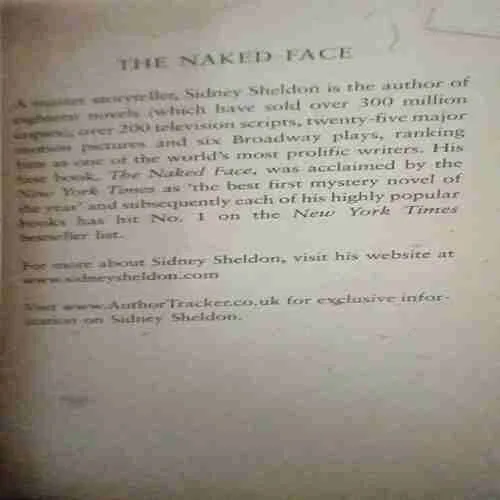 THE NAKED FACE
A master storyteller, Sidney Sheldon is the author of
eighteen novels (which have sold over 300 million
copies), over 200 television scripts, twenty-five major
motion pictures and six Broadway plays, ranking
him as one of the world's most prolific writers. His
first book, The Naked Face, was acclaimed by the
New York Times as 'the best first mystery novel of
the year' and subsequently each of his highly popular
books has hit No. 1 on the New York Times
bestseller list.
For more about Sidney Sheldon, visit his website at
www.sidneysheldon.com
Visit www.AuthorTracker.co.uk for exclusive infor-
mation on Sidney Sheldon.